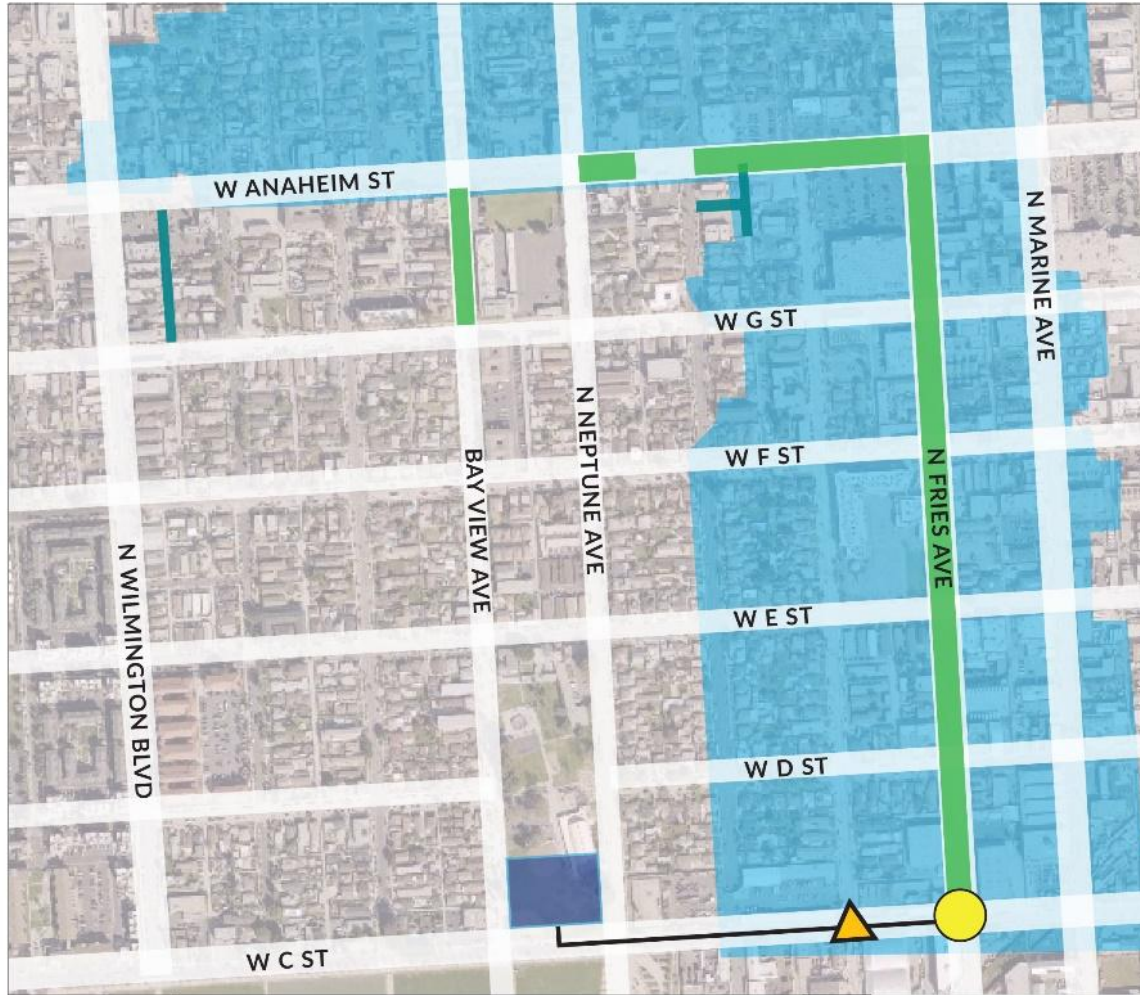 W ANAHEIM ST
N MARINE AVE
W G ST
N NEPTUNE AVE
BAY VIEW AVE
W F ST
N FRIES AVE
N WILMINGTON BLVD
W E ST
W D ST
W C ST